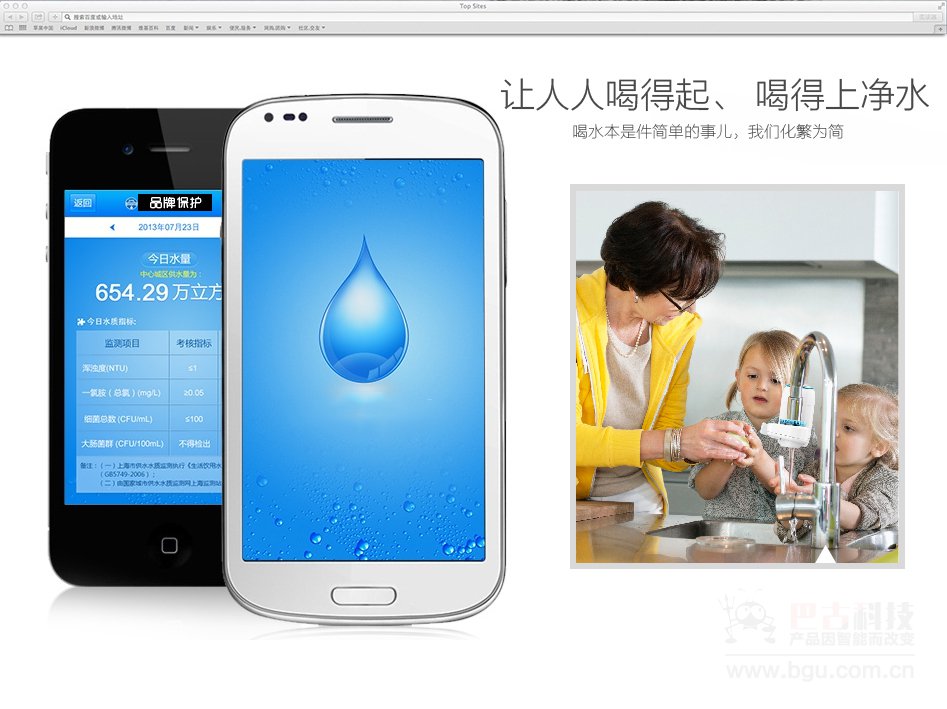 Top Sites
搜索百度或输入地址
苹果中国 iCloud 新浪微博 腾讯微博 维基百科 百度 新闻 娱乐 便民服务 网购团购 社区交友
让人人喝得起、喝得上净水
喝水本是件简单的事儿，我们化繁为简
返回 品牌保护
2013年07月23日
今日水量
中心城区供水量为：
654.29 万立方
今日水质指标:
监测项目 考核指标
浑浊度(NTU) ≤1
一氯胺（总氯）(mg/L) ≥0.05
细菌总数 (CFU/mL) ≤100
大肠菌群 (CFU/100mL) 不得检出
备注：（一）上海市供水水质监测执行《生活饮用水
（GB5749-2006）；
（二）由国家城市供水水质监测网上海监测站
巴古科技
产品因智能而改变
www.bgu.com.cn